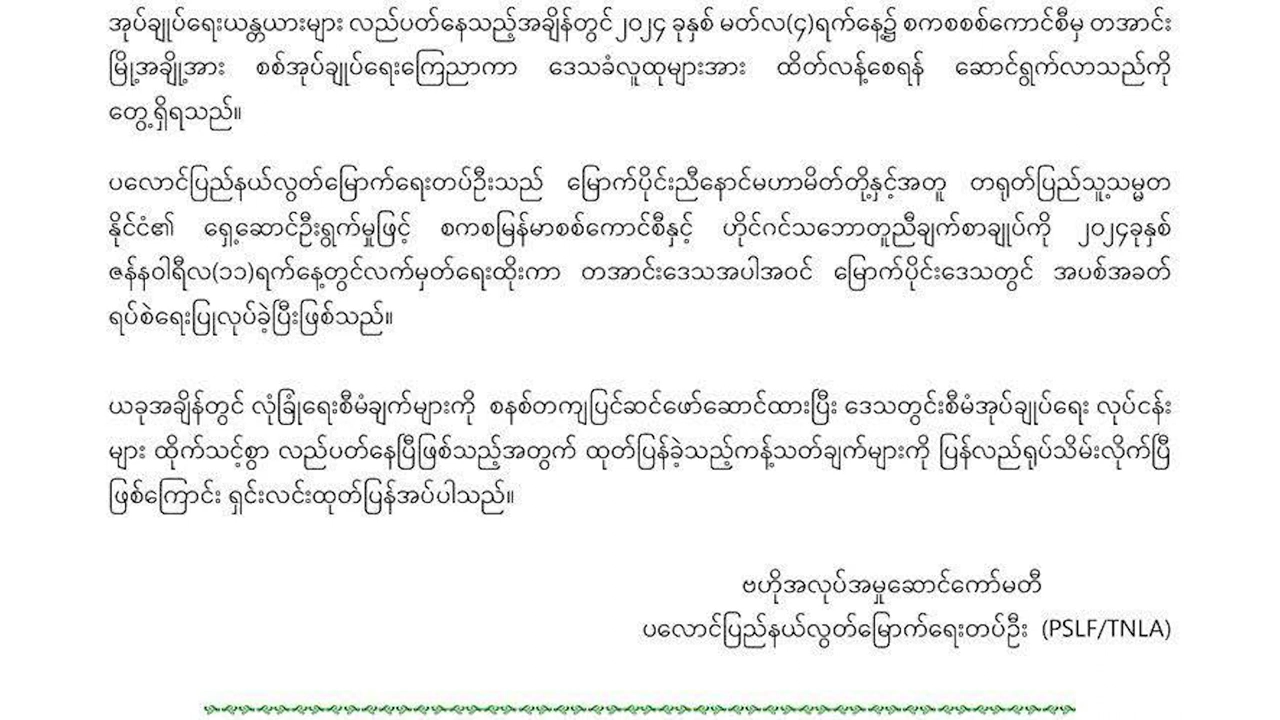 အုပ်ချုပ်ရေးယန္တယားများ လည်ပတ်နေသည့်အချိန်တွင်၂၀၂၄ ခုနှစ် မတ်လ(၄)ရက်နေ့၌ စကစစစ်ကောင်စီမှ တအာင်း
မြို့အချို့အား စစ်အုပ်ချုပ်ရေးကြေညာကာ ဒေသခံလူထုများအား ထိတ်လန့်စေရန် ဆောင်ရွက်လာသည်ကို
တွေ့ရှိရသည်။
ပလောင်ပြည်နယ်လွတ်မြောက်ရေးတပ်ဦးသည် မြောက်ပိုင်းညီနောင်မဟာမိတ်တို့နှင့်အတူ တရုတ်ပြည်သူ့သမ္မတ
နိုင်ငံ၏ ရှေ့ဆောင်ဦးရွက်မှုဖြင့် စကစမြန်မာစစ်ကောင်စီနှင့် ဟိုင်ဂင်သဘောတူညီချက်စာချုပ်ကို ၂၀၂၄ခုနှစ်
ဇန်နဝါရီလ(၁၁)ရက်နေ့တွင်လက်မှတ်ရေးထိုးကာ တအာင်းဒေသအပါအဝင် မြောက်ပိုင်းဒေသတွင် အပစ်အခတ်
ရပ်စဲရေးပြုလုပ်ခဲ့ပြီးဖြစ်သည်။
ယခုအချိန်တွင် လုံခြုံရေးစီမံချက်များကို စနစ်တကျပြင်ဆင်ဖော်ဆောင်ထားပြီး ဒေသတွင်းစီမံအုပ်ချုပ်ရေး လုပ်ငန်း
များ ထိုက်သင့်စွာ လည်ပတ်နေပြီဖြစ်သည့်အတွက် ထုတ်ပြန်ခဲ့သည့်ကန့်သတ်ချက်များကို ပြန်လည်ရုပ်သိမ်းလိုက်ပြီ
ဖြစ်ကြောင်း ရှင်းလင်းထုတ်ပြန်အပ်ပါသည်။
ဗဟိုအလုပ်အမှုဆောင်ကော်မတီ
ပလောင်ပြည်နယ်လွတ်မြောက်ရေးတပ်ဦး (PSLF/TNLA)